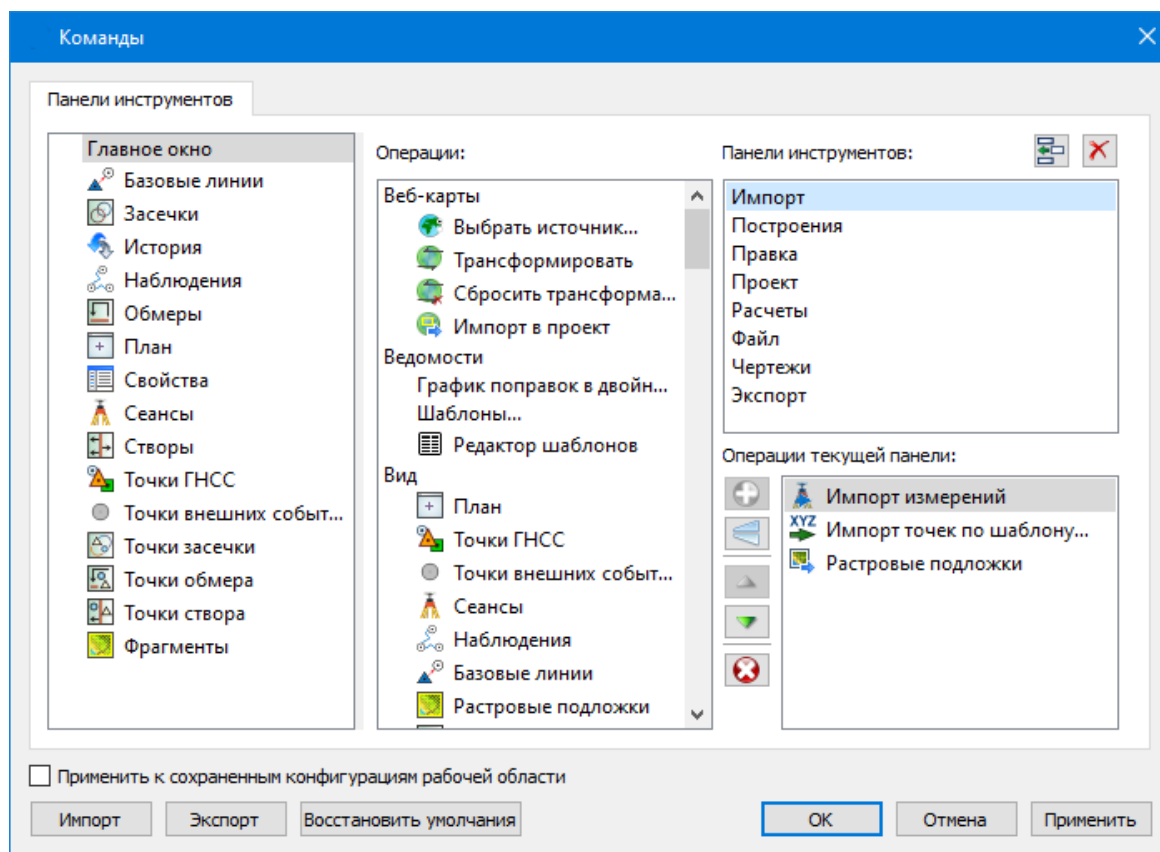 Команды
Панели инструментов
Главное окно
Базовые линии
Засечки
История
Наблюдения
Обмеры
План
Свойства
Сеансы
Створы
Точки ГНСС
Точки внешних событ...
Точки засечки
Точки обмера
Точки створа
Фрагменты
Операции:
Веб-карты
Выбрать источник...
Трансформировать
Сбросить трансформа...
Импорт в проект
Ведомости
График поправок в двойн...
Шаблоны...
Редактор шаблонов
Вид
План
Точки ГНСС
Точки внешних событ...
Сеансы
Наблюдения
Базовые линии
Растровые подложки
Панели инструментов:
Импорт
Построения
Правка
Проект
Расчеты
Файл
Чертежи
Экспорт
Операции текущей панели:
Импорт измерений
XYZ Импорт точек по шаблону...
Растровые подложки
Применить к сохраненным конфигурациям рабочей области
Импорт Экспорт Восстановить умолчания ОК Отмена Применить